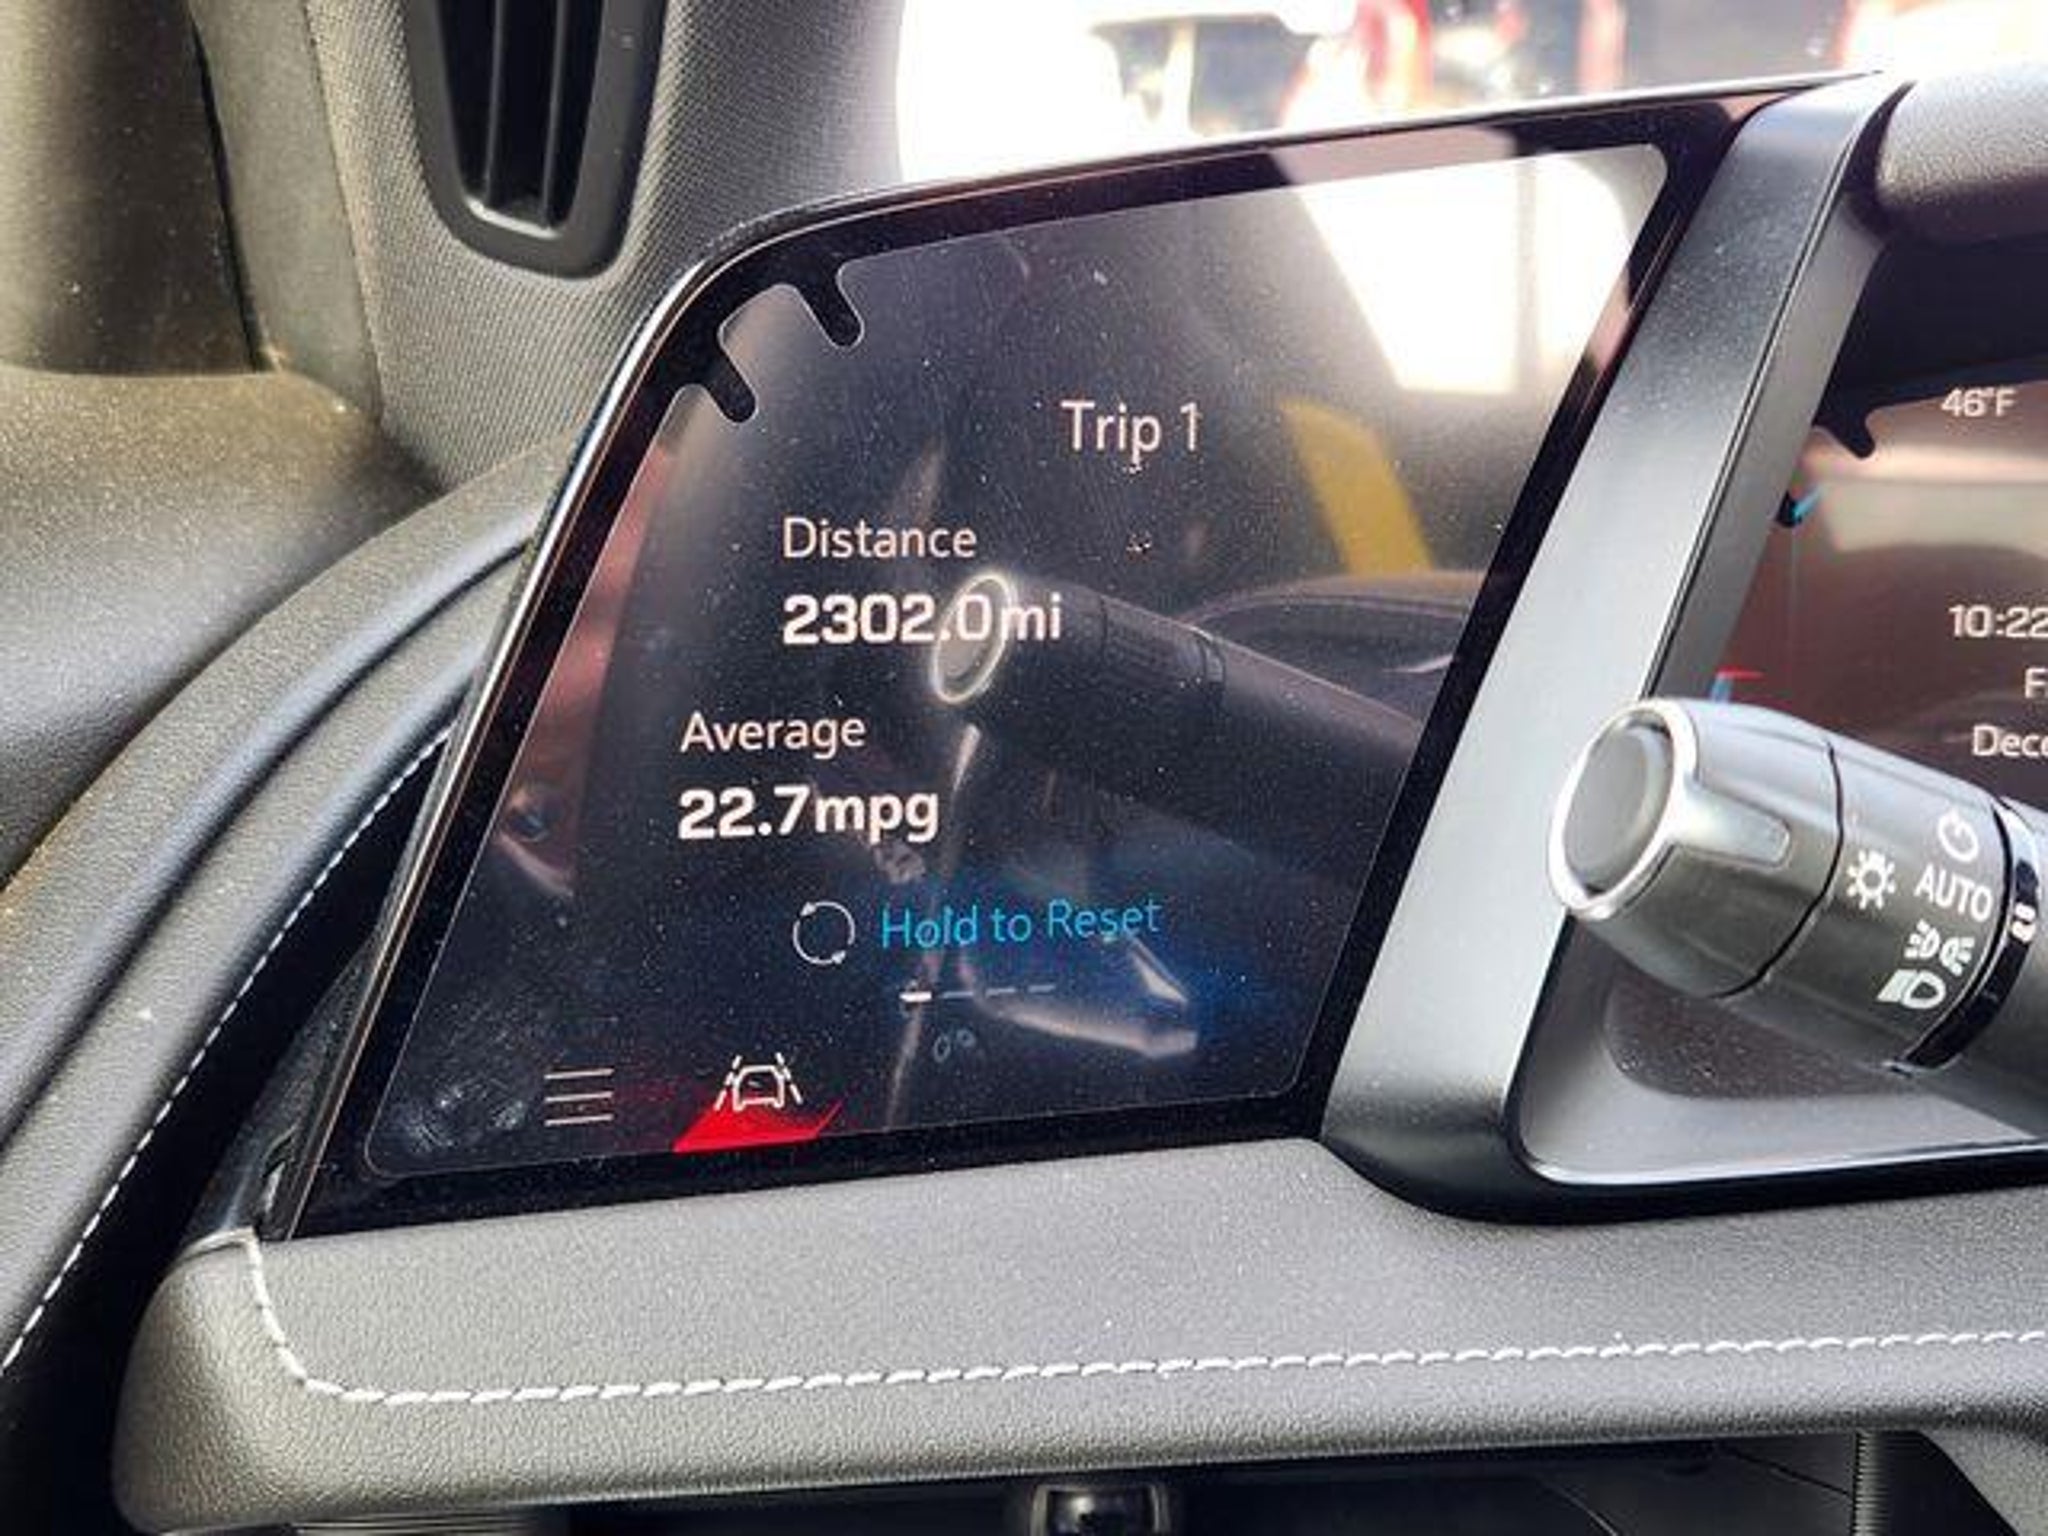 Trip 1
Distance
2302.0mi
Average
22.7mpg
Hold to Reset
46°F
10:22
AUTO